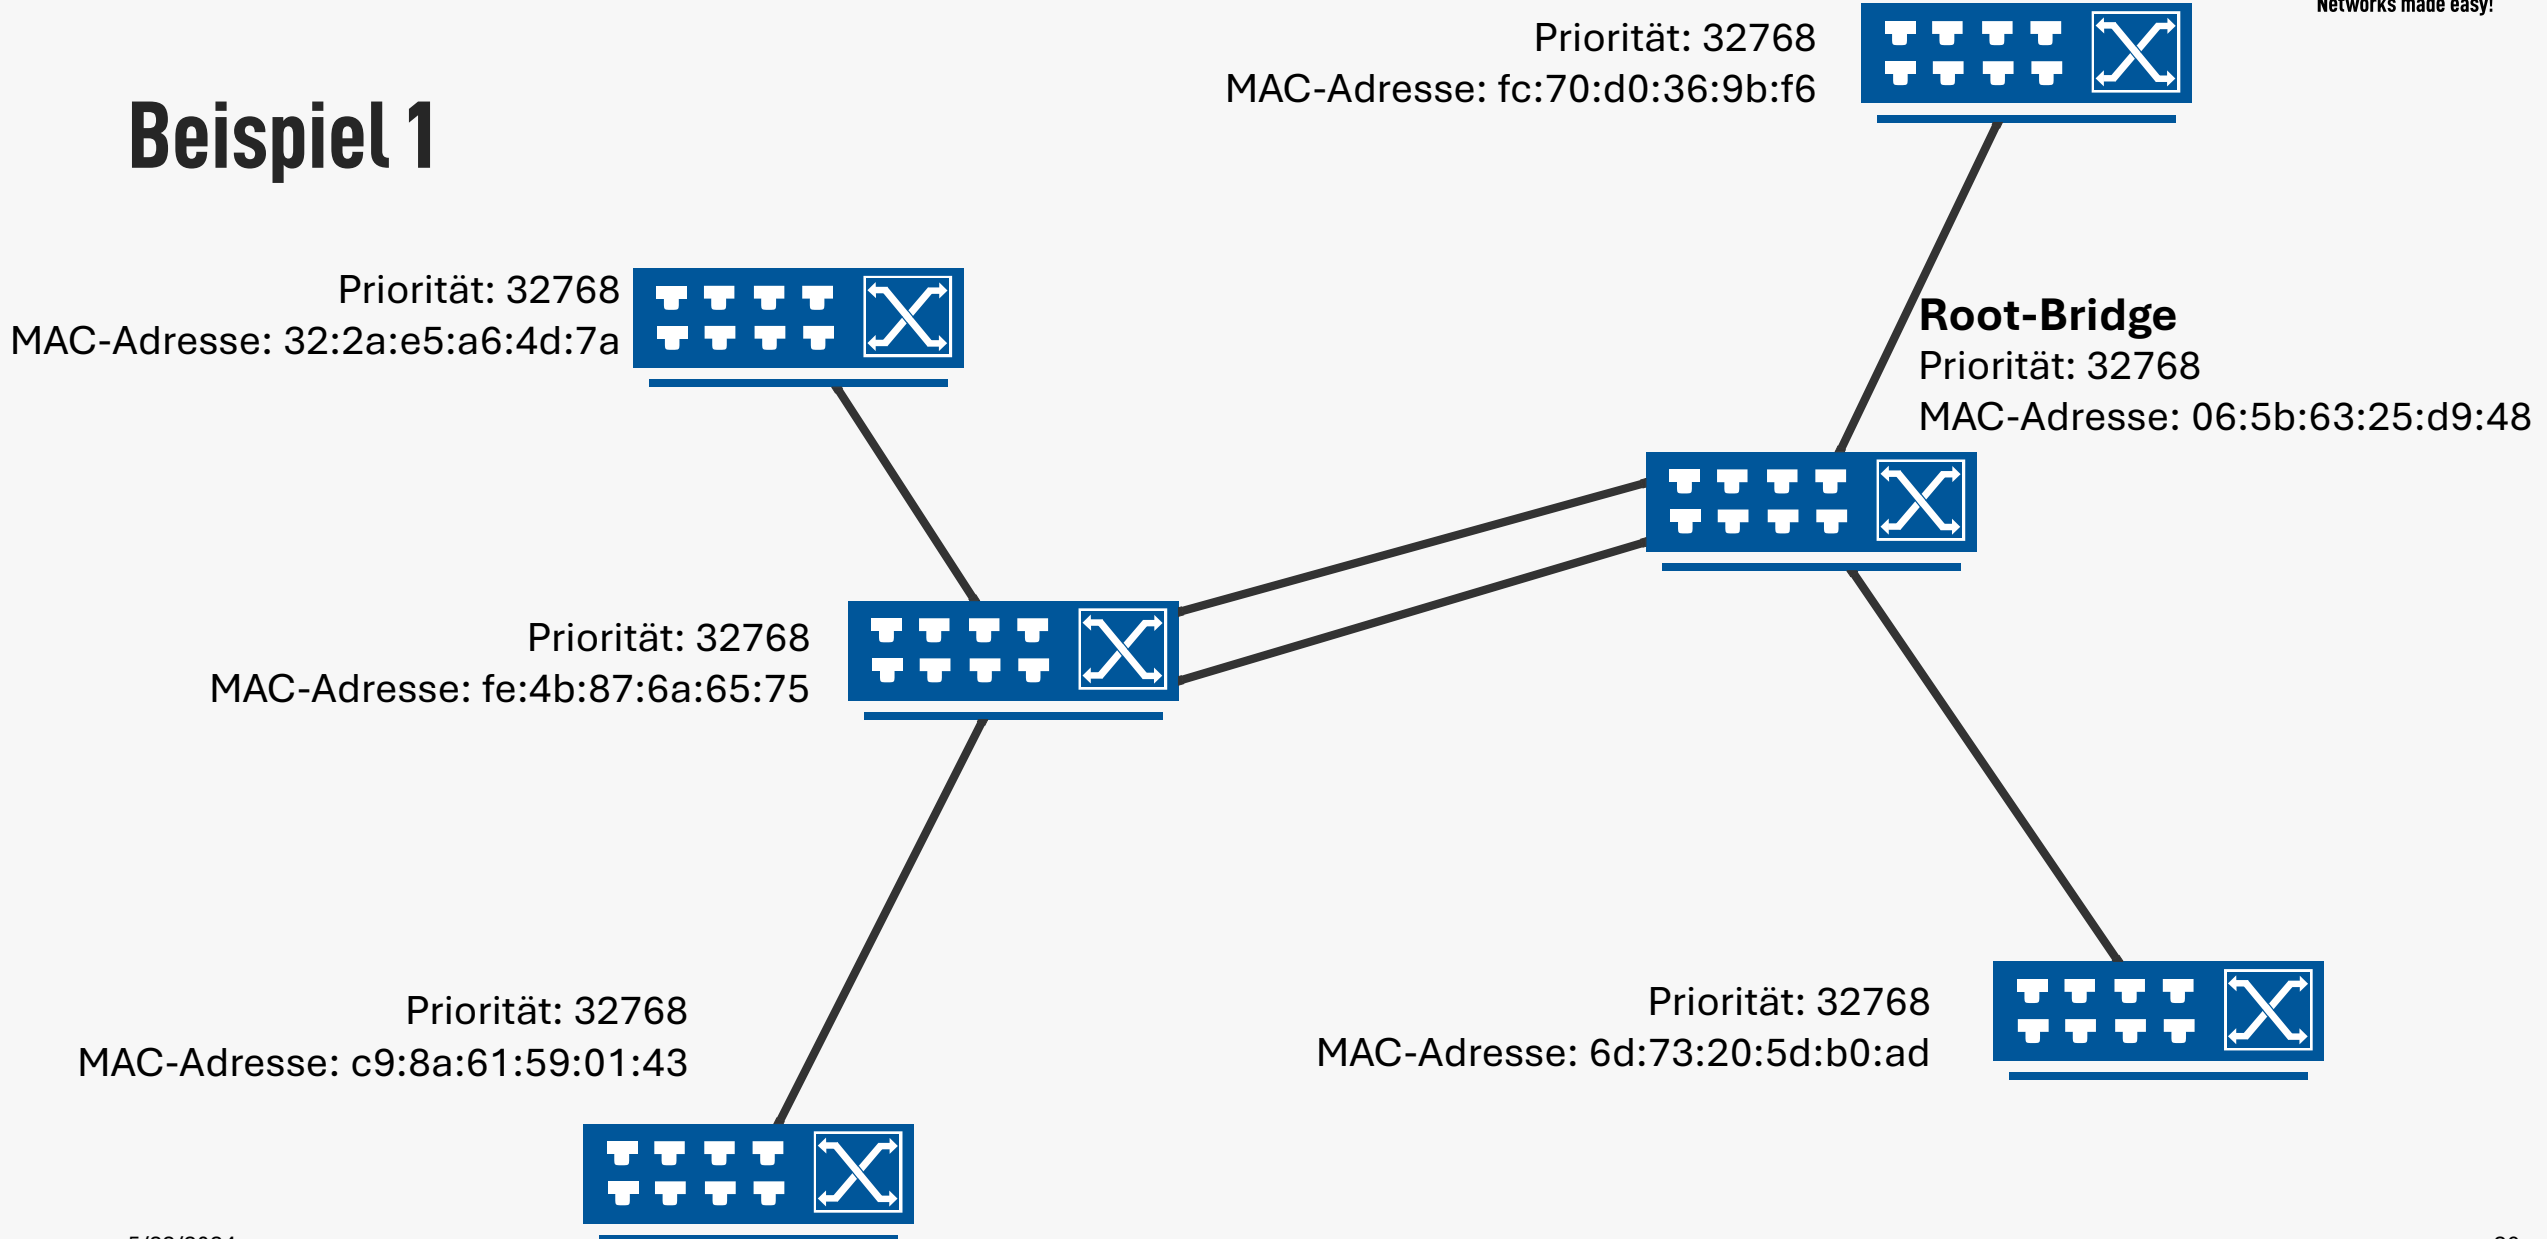 Networks made easy!
Priorität: 32768
MAC-Adresse: fc:70:d0:36:9b:f6
Beispiel 1
Priorität: 32768
MAC-Adresse: 32:2a:e5:a6:4d:7a
Root-Bridge
Priorität: 32768
MAC-Adresse: 06:5b:63:25:d9:48
Priorität: 32768
MAC-Adresse: fe:4b:87:6a:65:75
Priorität: 32768
MAC-Adresse: c9:8a:61:59:01:43
Priorität: 32768
MAC-Adresse: 6d:73:20:5d:b0:ad